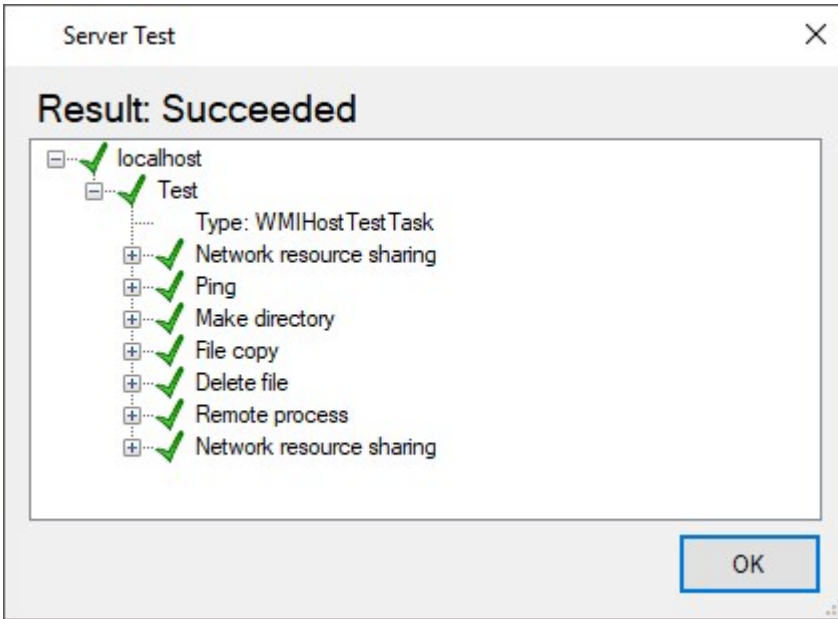 Server Test
Result: Succeeded
localhost
Test
Type: WMIHostTestTask
Network resource sharing
Ping
Make directory
File copy
Delete file
Remote process
Network resource sharing
OK